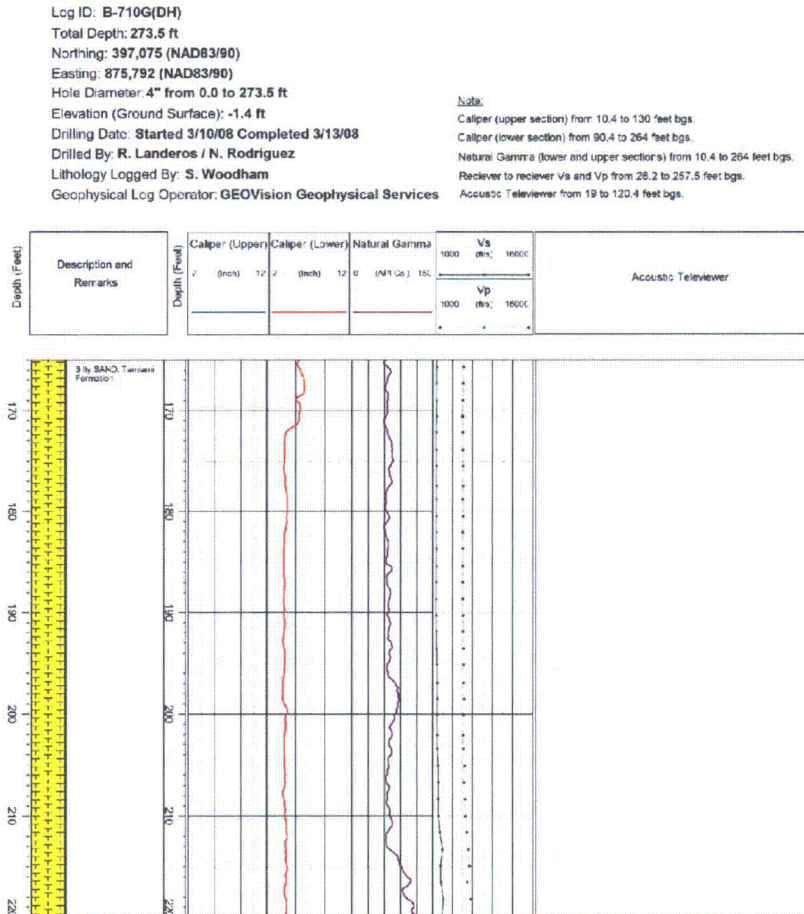 Log ID: B-710G(DH)
Total Depth: 273.5 ft
Northing: 397,075 (NAD83/90)
Easting: 875,792 (NAD83/90)
Hole Diameter: 4" from 0.0 to 273.5 ft
Elevation (Ground Surface): -1.4 ft
Drilling Date: Started 3/10/08 Completed 3/13/08
Drilled By: R. Landeros / N. Rodriguez
Lithology Logged By: S. Woodham
Geophysical Log Operator: GEOVision Geophysical Services
Note:
Caliper (upper section) from 10.4 to 130 feet bgs.
Caliper (lower section) from 90.4 to 264 feet bgs.
Natural Gamma (lower and upper sections) from 10.4 to 264 feet bgs.
Reciever to reciever Vs and Vp from 26.2 to 257.5 feet bgs.
Acoustic Televiewer from 19 to 120.4 feet bgs.
Depth (Feet)
Description and
Remarks
Depth (Feet)
Caliper (Upper)
2 (Inch) 12
Caliper (Lower)
2 (Inch) 12
Natural Gamma
0 150
Vs
1000 (ft/s) 16000
Vp
1000 (ft/s) 16000
Acoustic Televiewer
Silty SAND, Tamiami
Formation
170 170
180 180
190 190
200 200
210 210
220 220